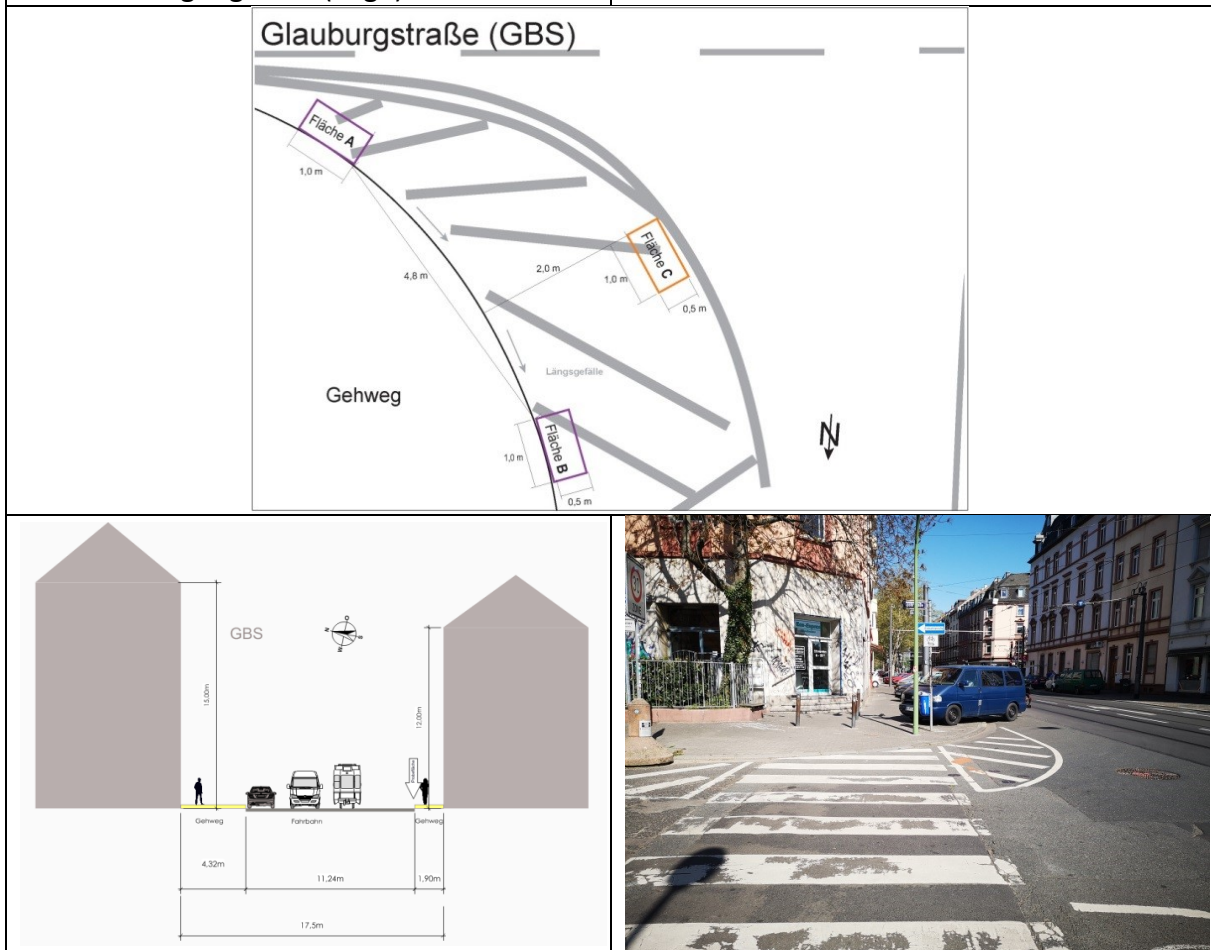 Glauburgstraße (GBS)
Fläche A
1,0 m
4,8 m
2,0 m
Fläche C
1,0 m
0,5 m
Längsgefälle
Gehweg
N
Fläche B
1,0 m
0,5 m
GBS
15,00m
12,00m
Gehweg
Fahrbahn
Gehweg
4,32m
11,24m
1,90m
17,5m
ZONE